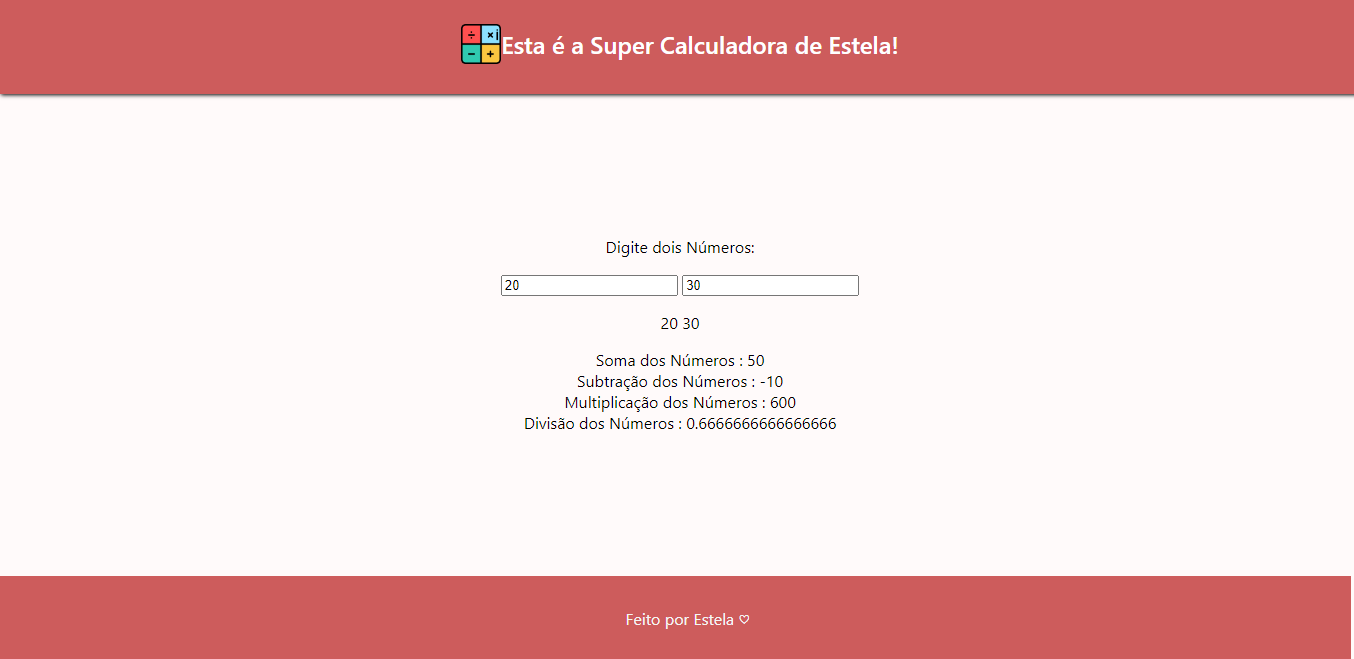 ÷ ×i
− +
Esta é a Super Calculadora de Estela!
Digite dois Números:
20 30
20 30
Soma dos Números : 50
Subtração dos Números : -10
Multiplicação dos Números : 600
Divisão dos Números : 0.6666666666666666
Feito por Estela ♡